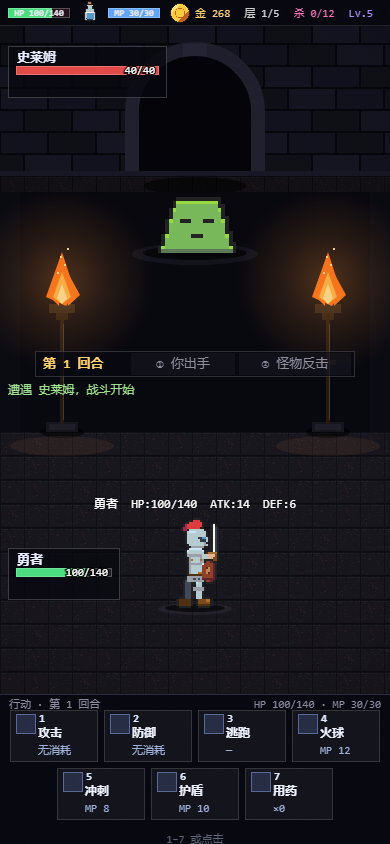 HP 100/140 MP 30/30 金 268 层 1/5 杀 0/12 Lv.5
史莱姆
40/40
第 1 回合 ① 你出手 ② 怪物反击
遭遇 史莱姆, 战斗开始
勇者 HP:100/140 ATK:14 DEF:6
勇者
100/140
行动 · 第 1 回合 HP 100/140 · MP 30/30
1 攻击 无消耗
2 防御 无消耗
3 逃跑 —
4 火球 MP 12
5 冲刺 MP 8
6 护盾 MP 10
7 用药 ×0
1-7 或点击